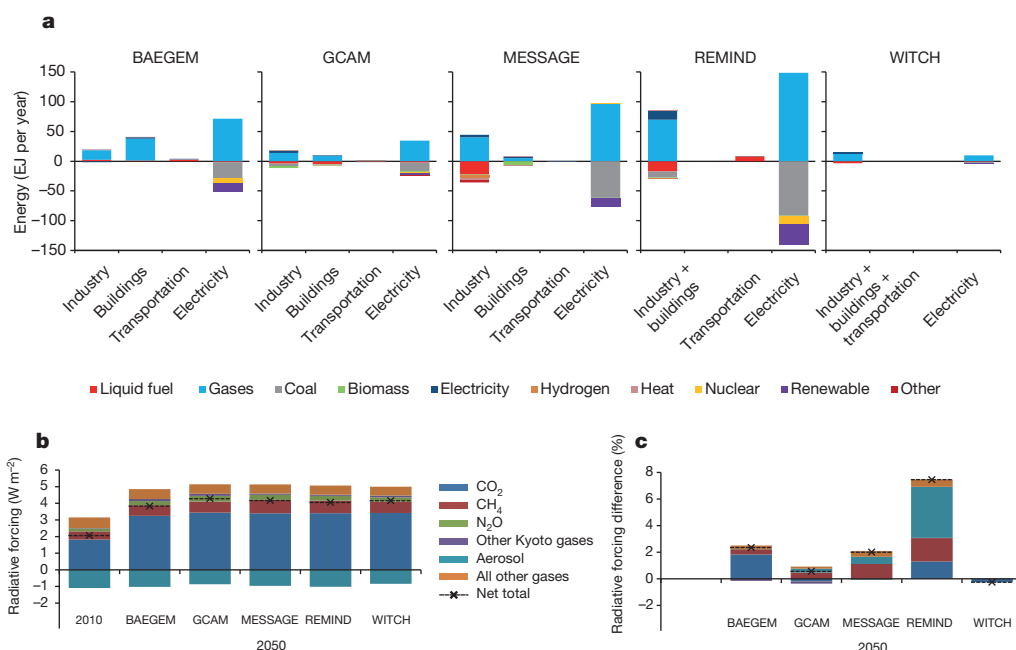 a
BAEGEM GCAM MESSAGE REMIND WITCH
Energy (EJ per year)
150
100
50
0
−50
−100
−150
Industry Buildings Transportation Electricity
Industry Buildings Transportation Electricity
Industry Buildings Transportation Electricity
Industry + buildings Transportation Electricity
Industry + buildings + transportation Electricity
Liquid fuel Gases Coal Biomass Electricity Hydrogen Heat Nuclear Renewable Other
b
Radiative forcing (W m−2)
6
5
4
3
2
1
0
−1
−2
2010 BAEGEM GCAM MESSAGE REMIND WITCH
2050
CO2
CH4
N2O
Other Kyoto gases
Aerosol
All other gases
Net total
c
Radiative forcing difference (%)
8
6
4
2
0
−2
BAEGEM GCAM MESSAGE REMIND WITCH
2050